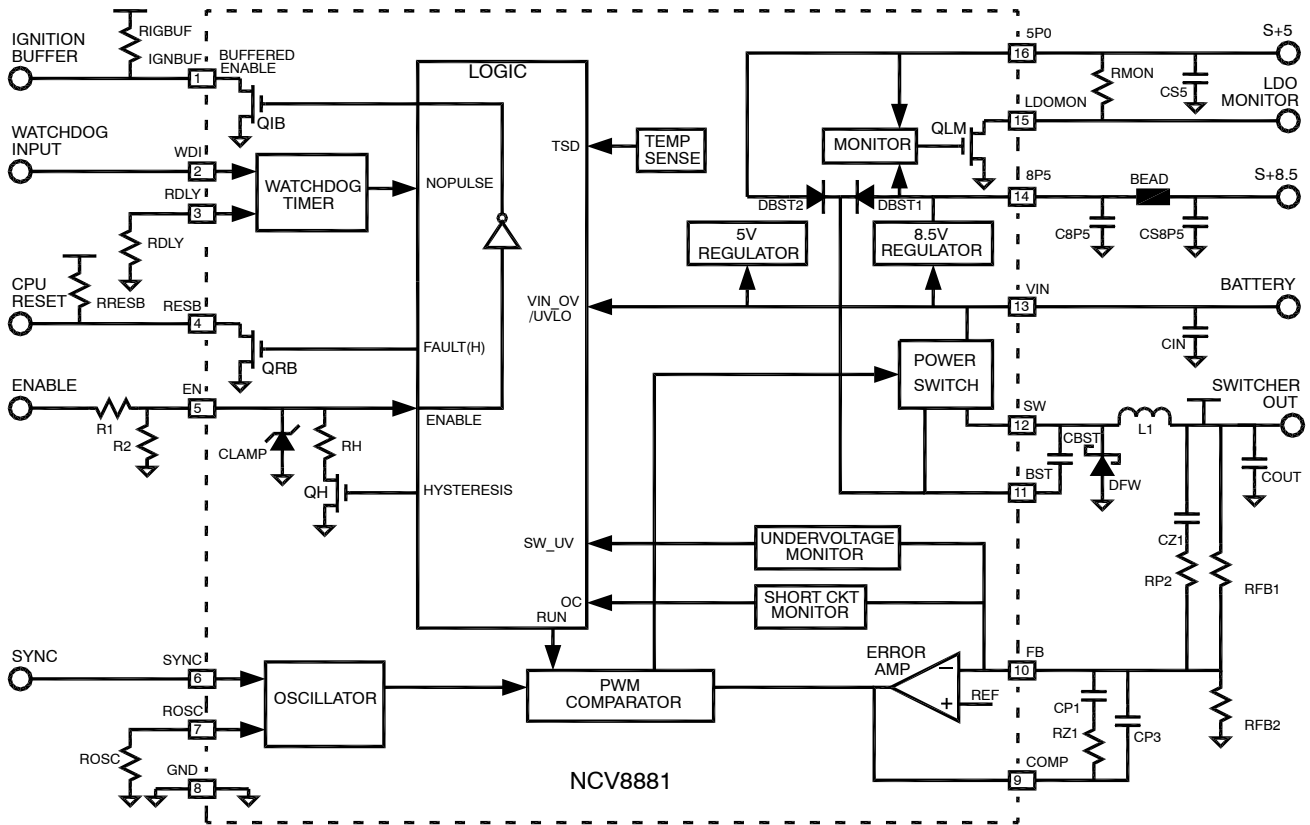 IGNITION
BUFFER
RIGBUF
IGNBUF
1
BUFFERED
ENABLE
QIB
WATCHDOG
INPUT
WDI
2
RDLY
3
RDLY
WATCHDOG
TIMER
CPU
RESET
RRESB
RESB
4
QRB
ENABLE
R1
R2
EN
5
CLAMP
RH
QH
SYNC
SYNC
6
ROSC
7
ROSC
GND
8
OSCILLATOR
LOGIC
TSD
NOPULSE
VIN_OV
/UVLO
FAULT(H)
ENABLE
HYSTERESIS
SW_UV
OC
RUN
TEMP
SENSE
MONITOR
QLM
DBST2
DBST1
5V
REGULATOR
8.5V
REGULATOR
POWER
SWITCH
UNDERVOLTAGE
MONITOR
SHORT CKT
MONITOR
ERROR
AMP
REF
PWM
COMPARATOR
NCV8881
5P0
16
S+5
RMON
CS5
LDOMON
15
LDO
MONITOR
8P5
14
BEAD
S+8.5
C8P5
CS8P5
VIN
13
BATTERY
CIN
SW
12
CBST
L1
SWITCHER
OUT
BST
11
DFW
COUT
CZ1
RP2
RFB1
FB
10
CP1
RZ1
CP3
RFB2
COMP
9